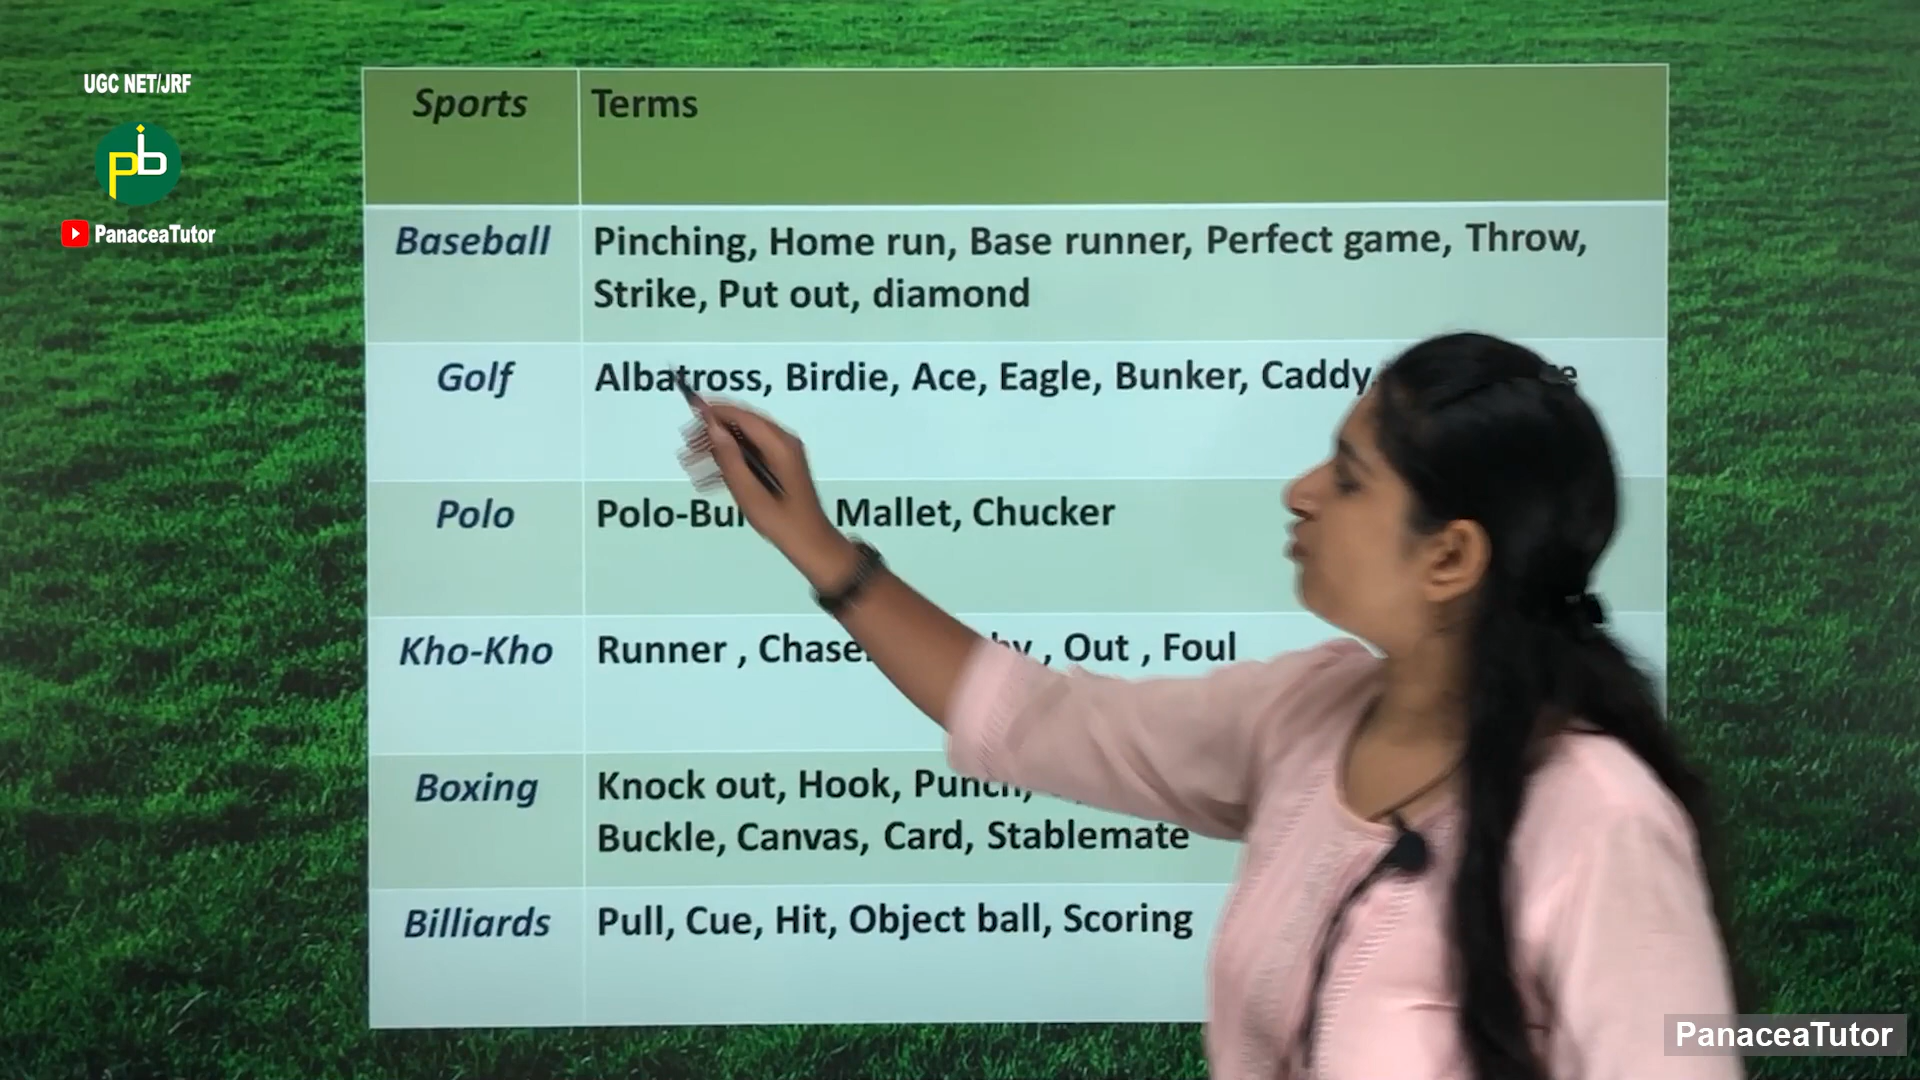 UGC NET/JRF
pb
PanaceaTutor
Sports Terms
Baseball Pinching, Home run, Base runner, Perfect game, Throw,
Strike, Put out, diamond
Golf Albatross, Birdie, Ace, Eagle, Bunker, Caddy
Polo Mallet, Chucker
Kho-Kho Runner , Out , Foul
Boxing Knock out, Hook, Punch,
Buckle, Canvas, Card, Stablemate
Billiards Pull, Cue, Hit, Object ball, Scoring
PanaceaTutor